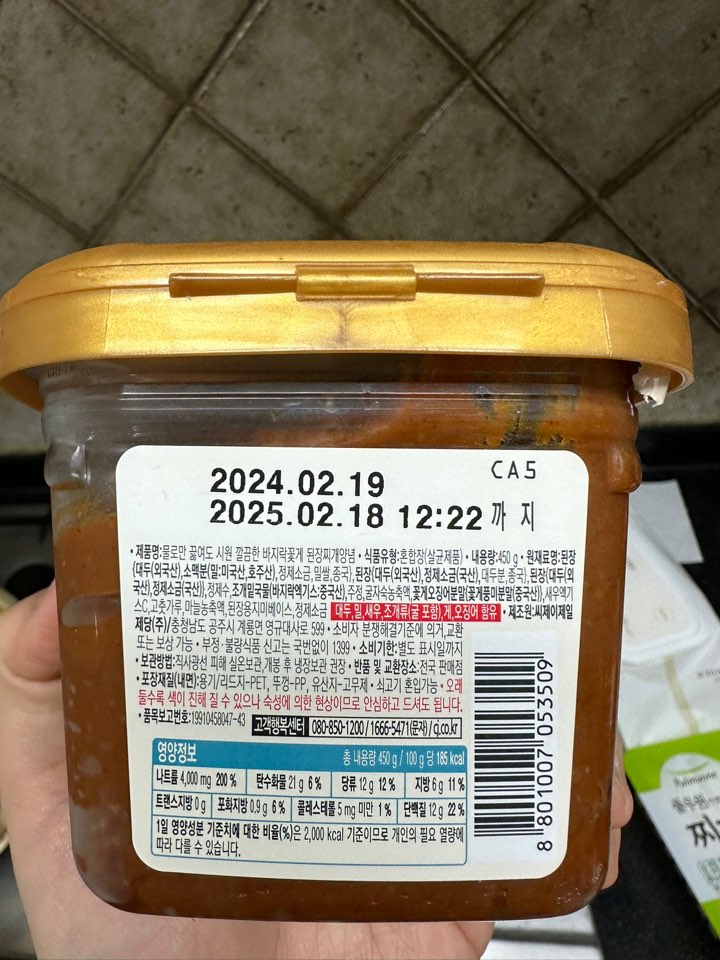 CA5
2024.02.19
2025.02.18 12:22 까지
• 제품명:물로만 끓여도 시원 깔끔한 바지락꽃게 된장찌개양념 • 식품유형:혼합장(살균제품) • 내용량:450 g • 원재료명:된장
{대두(외국산),소맥분(밀:미국산,호주산),정제소금,밀쌀,종국}, 된장{대두(외국산),정제소금(국산),대두분,종국}, 된장{대두(외
국산),정제소금(국산)}, 정제수 조개밑국물{바지락엑기스:중국산}, 주정,굴자숙농축액, 꽃게오징어분말{꽃게풍미분말(중국산)}, 새우엑기
스C, 고춧가루, 마늘농축액, 된장용지미베이스, 정제소금 대두,밀,새우,조개류(굴 포함),게,오징어 함유 • 제조원:씨제이제일
제당(주)/충청남도 공주시 계룡면 영규대사로 599 • 소비자 분쟁해결기준에 의거,교환
또는 보상 가능 • 부정·불량식품 신고는 국번없이 1399 • 소비기한:별도 표시일까지
• 보관방법:직사광선 피해 실온보관, 개봉 후 냉장보관 권장 • 반품 및 교환장소:전국 판매점
• 포장재질(내면):용기/리드지-PET, 뚜껑-PP, 유산지-고무제 • 쇠고기 혼입가능 • 오래
둘수록 색이 진해 질 수 있으나 숙성에 의한 현상이므로 안심하고 드셔도 됩니다.
• 품목보고번호:19910458047-43 고객행복센터 080-850-1200 / 1666-5471(문자) / cj.co.kr
영양정보 총 내용량 450 g / 100 g 당 185 kcal
나트륨 4,000 mg 200 % 탄수화물 21 g 6 % 당류 12 g 12 % 지방 6 g 11 %
트랜스지방 0 g 포화지방 0.9 g 6 % 콜레스테롤 5 mg 미만 1 % 단백질 12 g 22 %
1일 영양성분 기준치에 대한 비율(%)은 2,000 kcal 기준이므로 개인의 필요 열량에
따라 다를 수 있습니다.
8 801007 053509
Pulmuone